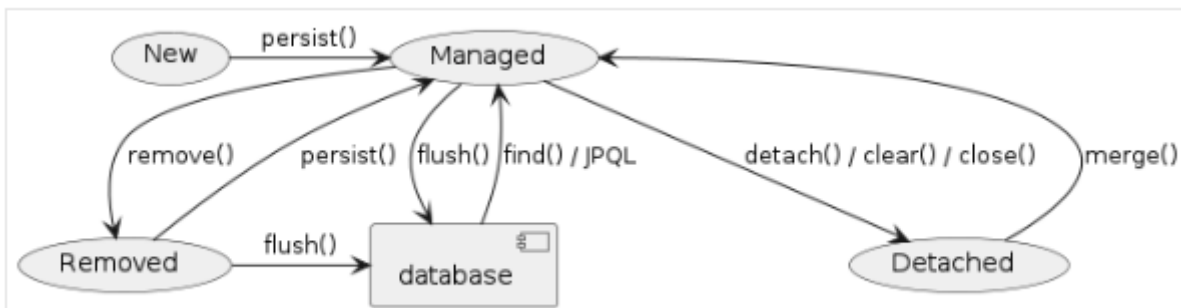 persist()
New
Managed
remove()
persist()
flush()
find() / JPQL
detach() / clear() / close()
merge()
flush()
Removed
database
Detached